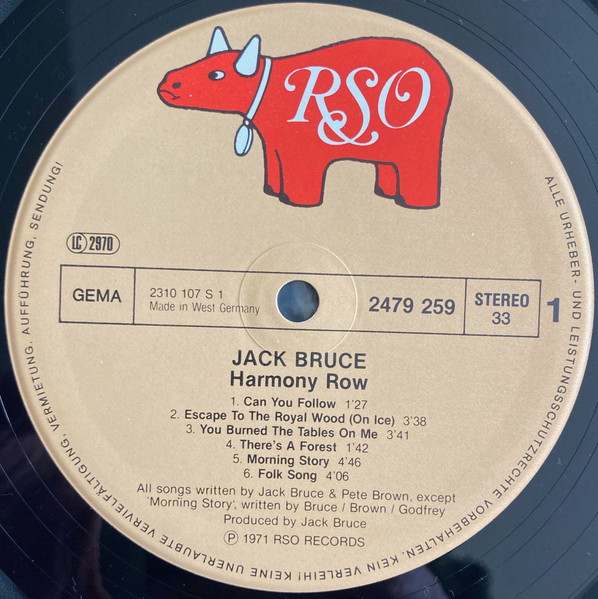 RSO
LC 2970
GEMA
2310 107 S 1
Made in West Germany
2479 259
STEREO
33
1
JACK BRUCE
Harmony Row
1. Can You Follow 1'27
2. Escape To The Royal Wood (On Ice) 3'38
3. You Burned The Tables On Me 3'41
4. There's A Forest 1'42
5. Morning Story 4'46
6. Folk Song 4'06
All songs written by Jack Bruce & Pete Brown, except
'Morning Story', written by Bruce / Brown / Godfrey
Produced by Jack Bruce
Ⓟ 1971 RSO RECORDS
ALLE URHEBER- UND LEISTUNGSSCHUTZRECHTE VORBEHALTEN. KEIN VERLEIH! KEINE UNERLAUBTE VERVIELFÄLTIGUNG, VERMIETUNG, AUFFÜHRUNG, SENDUNG!